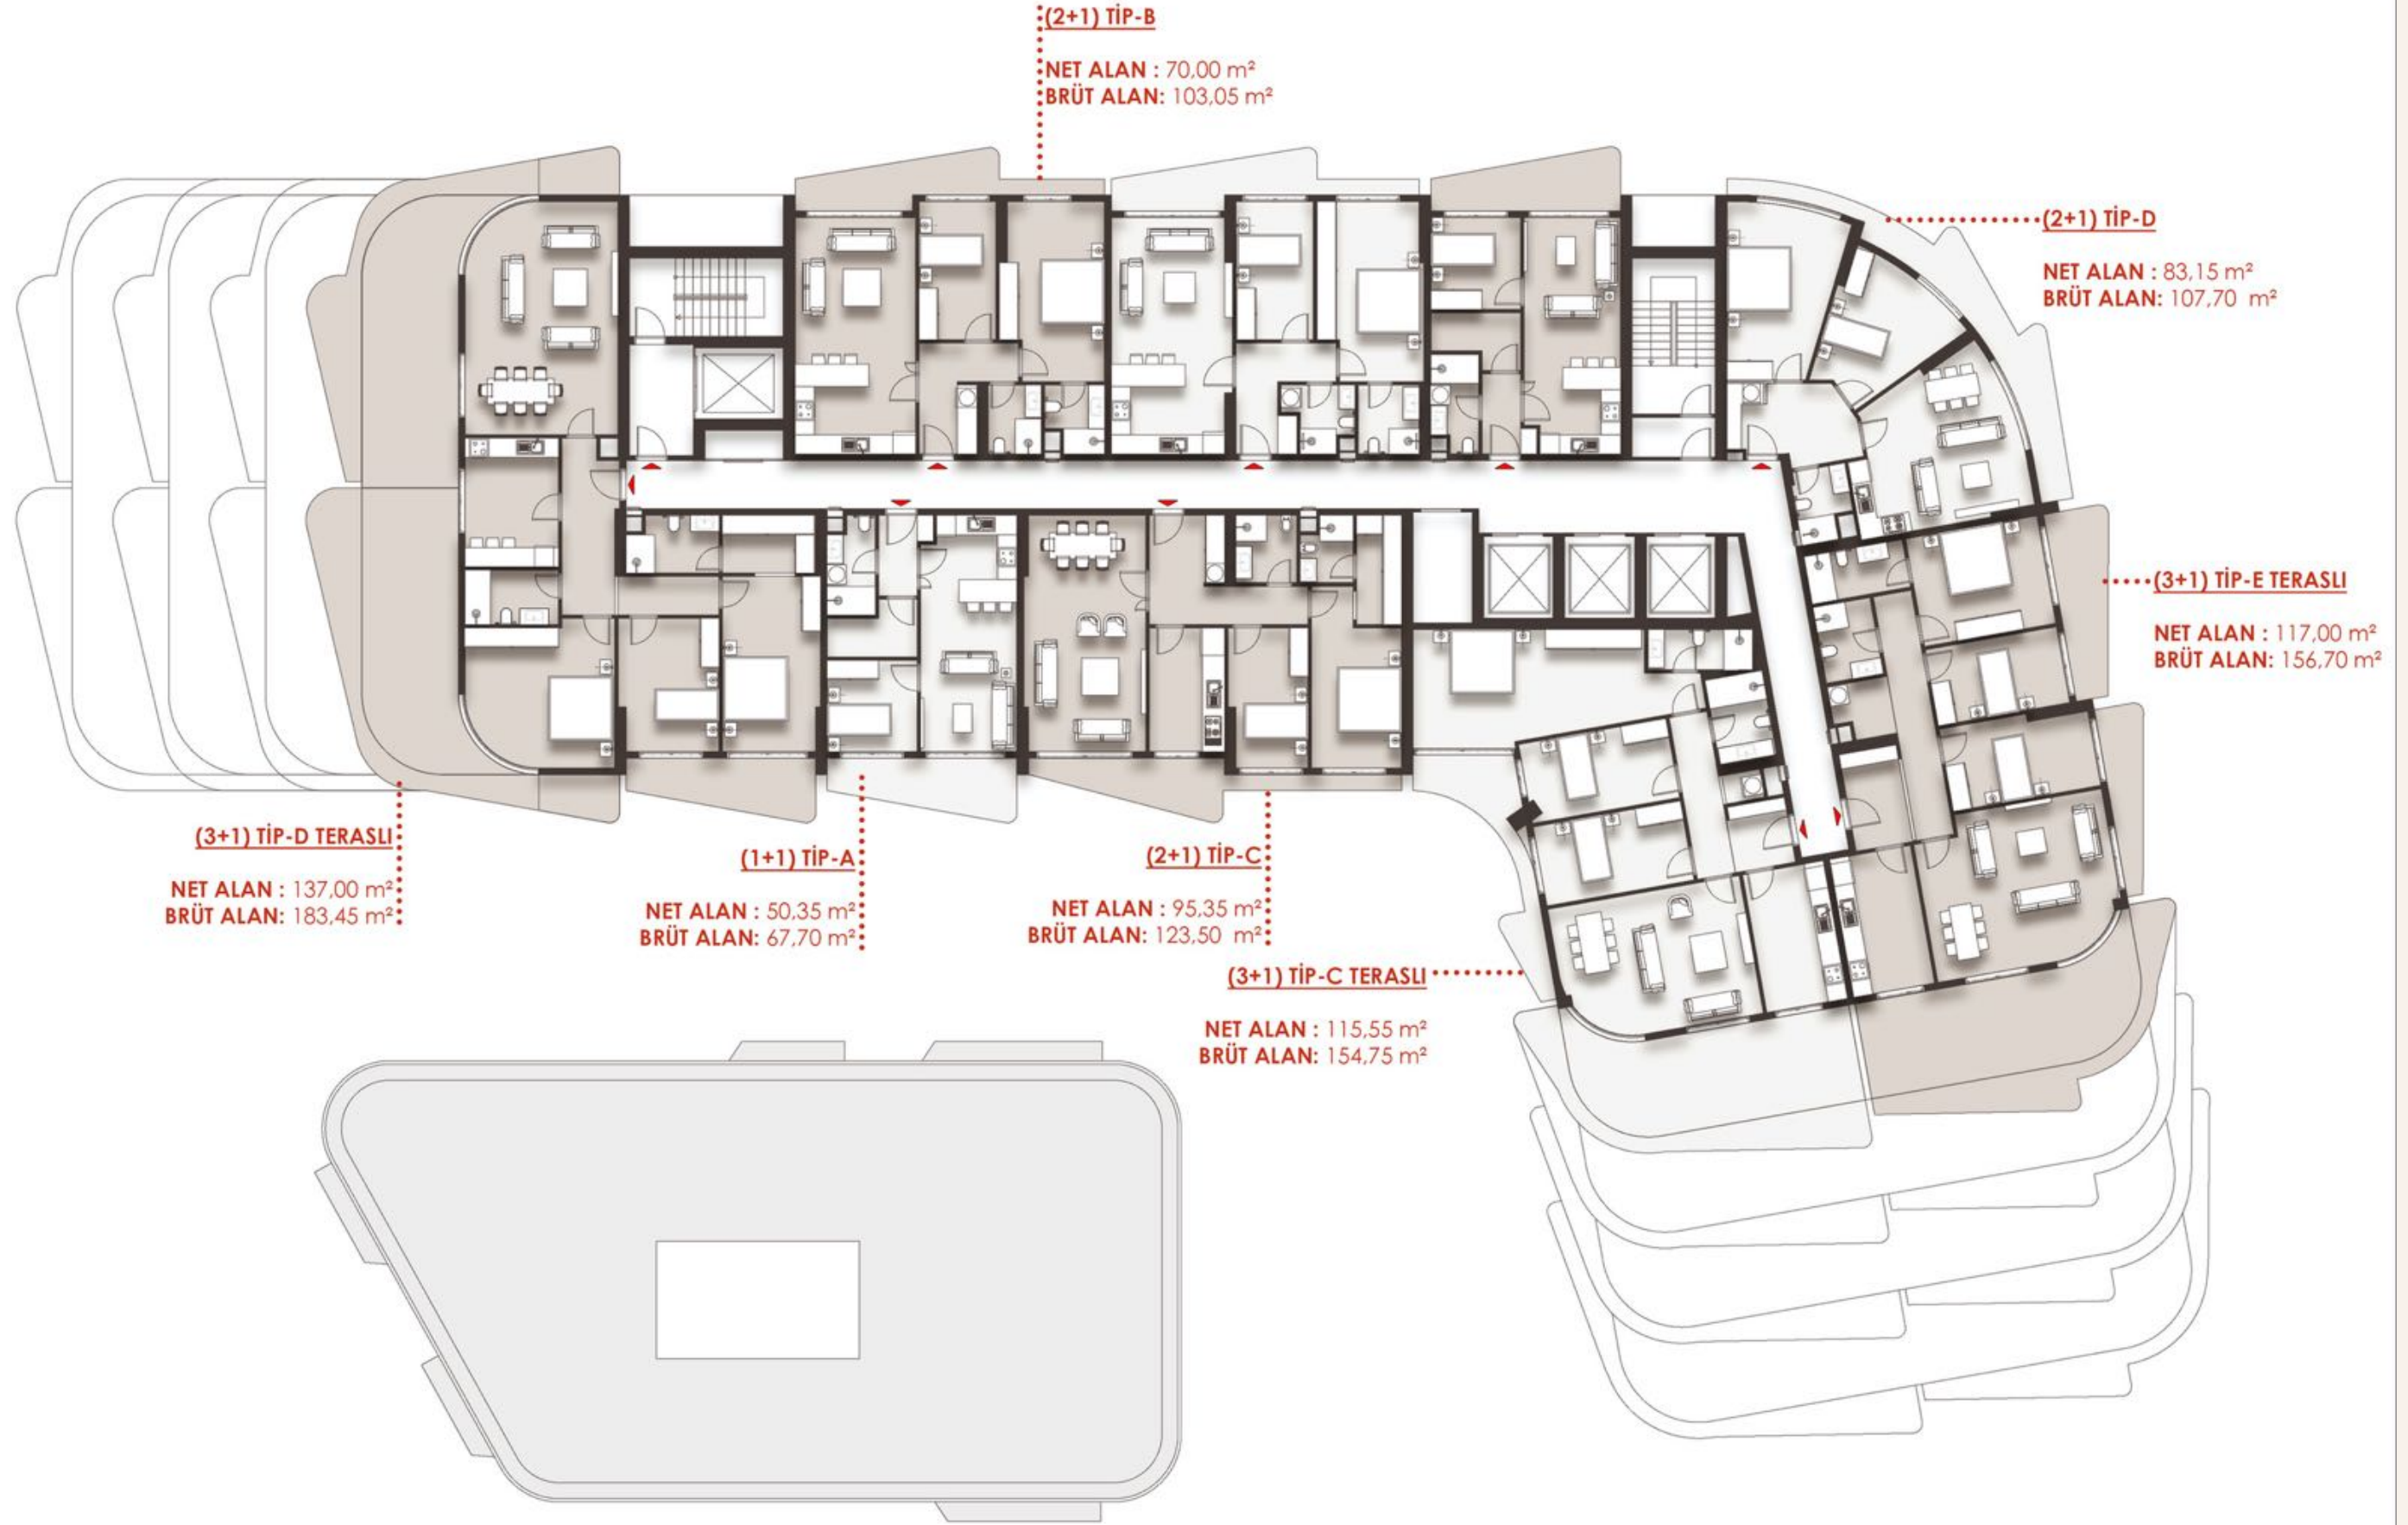 (2+1) TİP-B
NET ALAN : 70,00 m²
BRÜT ALAN: 103,05 m²
(2+1) TİP-D
NET ALAN : 83,15 m²
BRÜT ALAN: 107,70 m²
(3+1) TİP-E TERASLI
NET ALAN : 117,00 m²
BRÜT ALAN: 156,70 m²
(3+1) TİP-D TERASLI
NET ALAN : 137,00 m²
BRÜT ALAN: 183,45 m²
(1+1) TİP-A
NET ALAN : 50,35 m²
BRÜT ALAN: 67,70 m²
(2+1) TİP-C
NET ALAN : 95,35 m²
BRÜT ALAN: 123,50 m²
(3+1) TİP-C TERASLI
NET ALAN : 115,55 m²
BRÜT ALAN: 154,75 m²